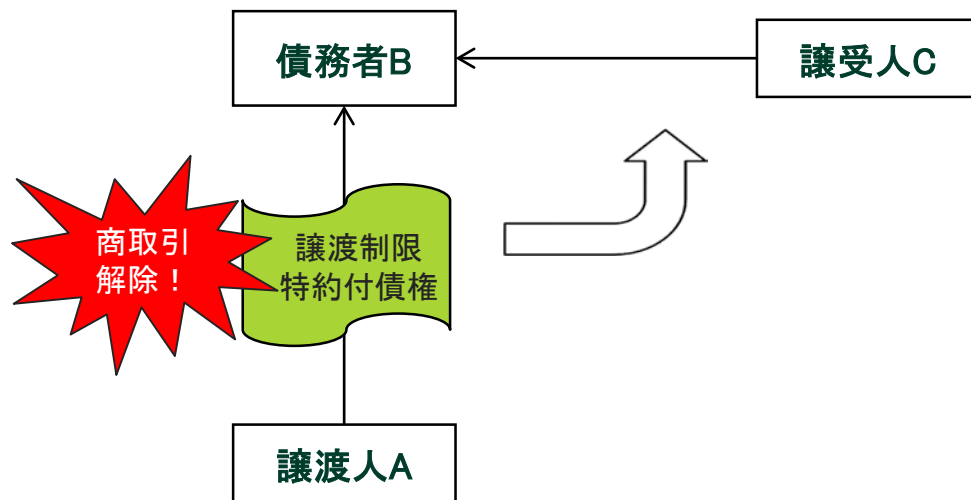 債務者B
譲受人C
商取引
解除！
譲渡制限
特約付債権
譲渡人A